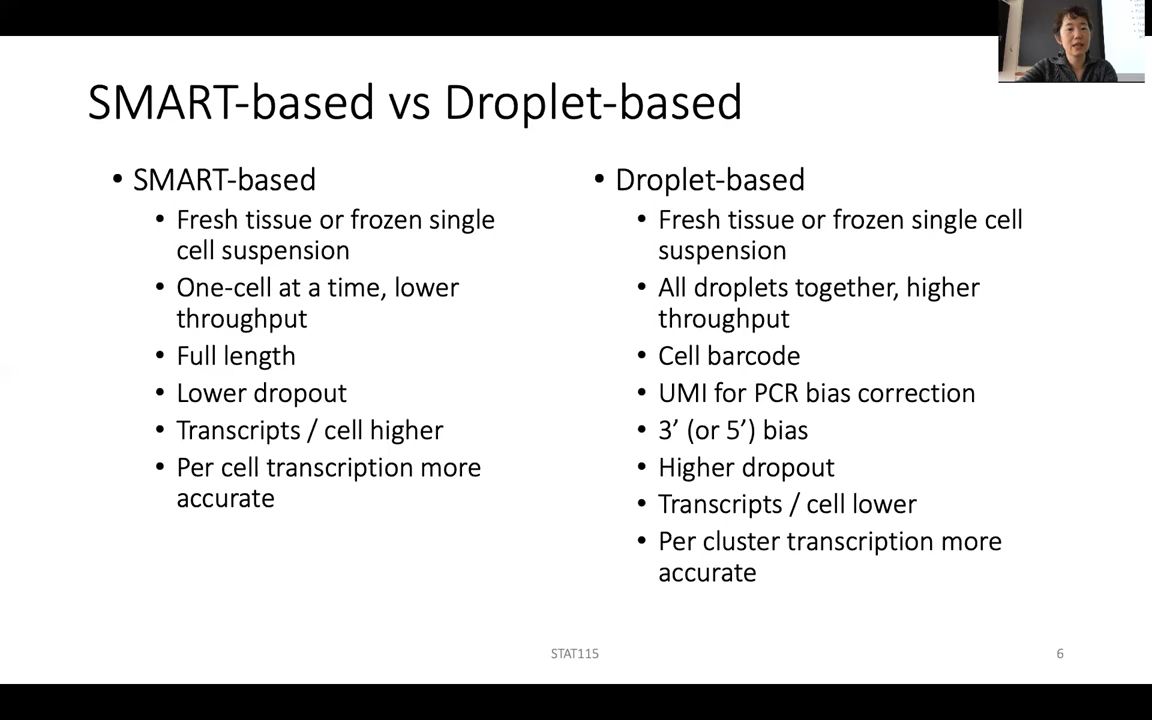 SMART-based vs Droplet-based
• SMART-based
• Fresh tissue or frozen single
cell suspension
• One-cell at a time, lower
throughput
• Full length
• Lower dropout
• Transcripts / cell higher
• Per cell transcription more
accurate
• Droplet-based
• Fresh tissue or frozen single cell
suspension
• All droplets together, higher
throughput
• Cell barcode
• UMI for PCR bias correction
• 3’ (or 5’) bias
• Higher dropout
• Transcripts / cell lower
• Per cluster transcription more
accurate
STAT115
6